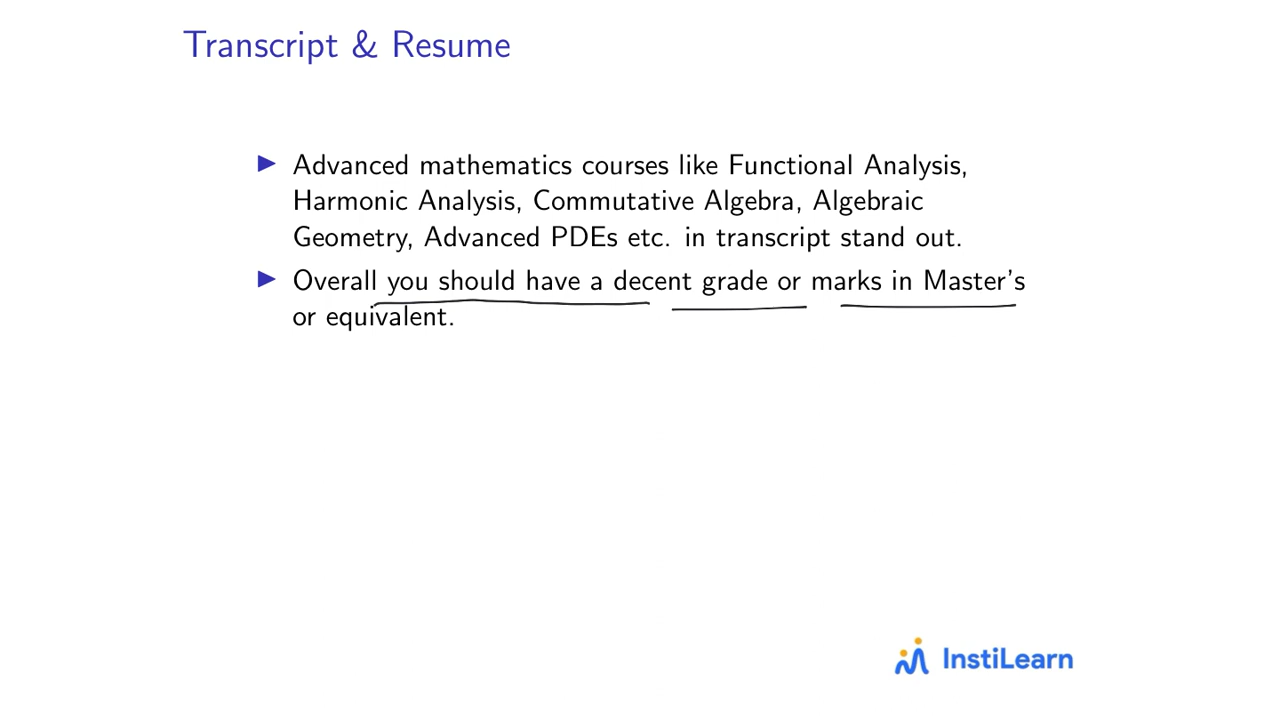 Transcript & Resume
Advanced mathematics courses like Functional Analysis,
Harmonic Analysis, Commutative Algebra, Algebraic
Geometry, Advanced PDEs etc. in transcript stand out.
Overall you should have a decent grade or marks in Master's
or equivalent.
InstiLearn